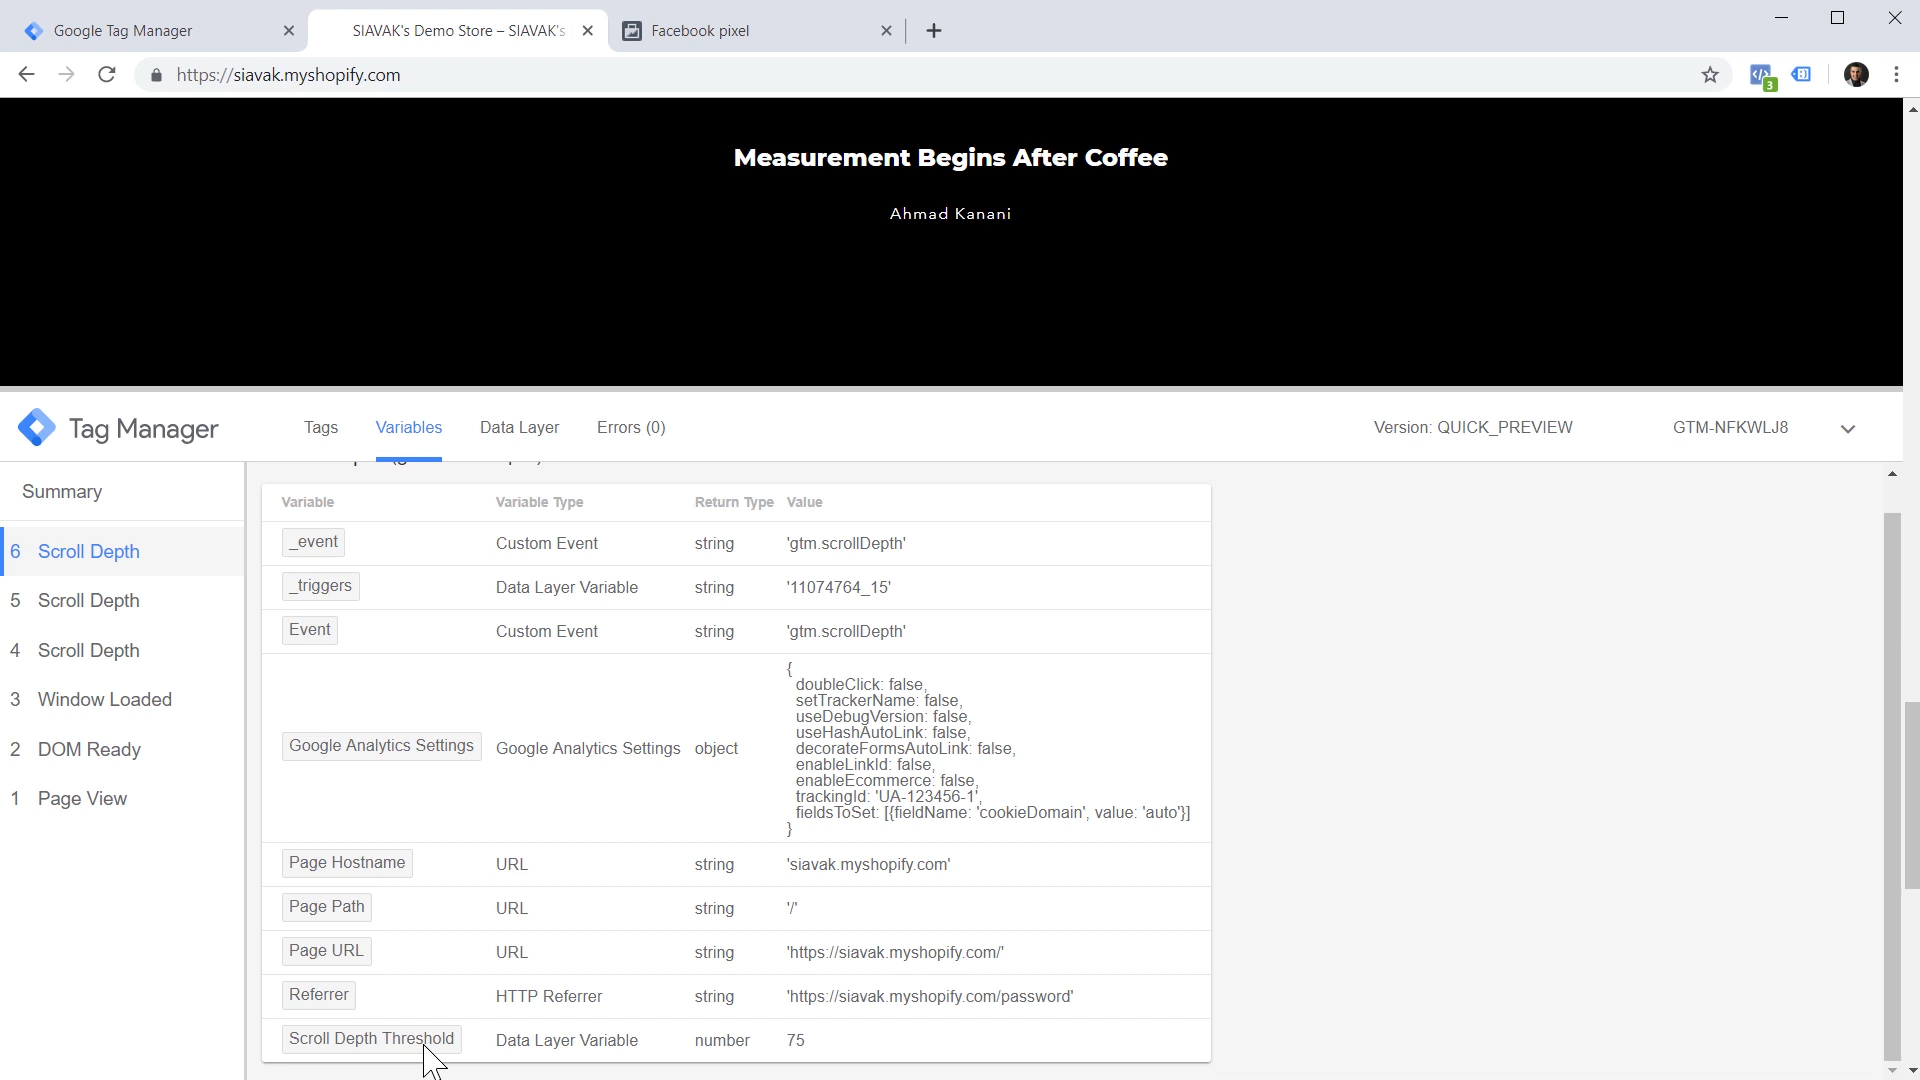 Google Tag Manager
SIAVAK's Demo Store – SIAVAK's
Facebook pixel
https://siavak.myshopify.com
3
Measurement Begins After Coffee
Ahmad Kanani
Tag Manager
Tags
Variables
Data Layer
Errors (0)
Version: QUICK_PREVIEW
GTM-NFKWLJ8
Summary
6 Scroll Depth
5 Scroll Depth
4 Scroll Depth
3 Window Loaded
2 DOM Ready
1 Page View
Variable Variable Type Return Type Value
_event Custom Event string 'gtm.scrollDepth'
_triggers Data Layer Variable string '11074764_15'
Event Custom Event string 'gtm.scrollDepth'
Google Analytics Settings Google Analytics Settings object
{
doubleClick: false,
setTrackerName: false,
useDebugVersion: false,
useHashAutoLink: false,
decorateFormsAutoLink: false,
enableLinkId: false,
enableEcommerce: false,
trackingId: 'UA-123456-1',
fieldsToSet: [{fieldName: 'cookieDomain', value: 'auto'}]
}
Page Hostname URL string 'siavak.myshopify.com'
Page Path URL string '/'
Page URL URL string 'https://siavak.myshopify.com/'
Referrer HTTP Referrer string 'https://siavak.myshopify.com/password'
Scroll Depth Threshold Data Layer Variable number 75